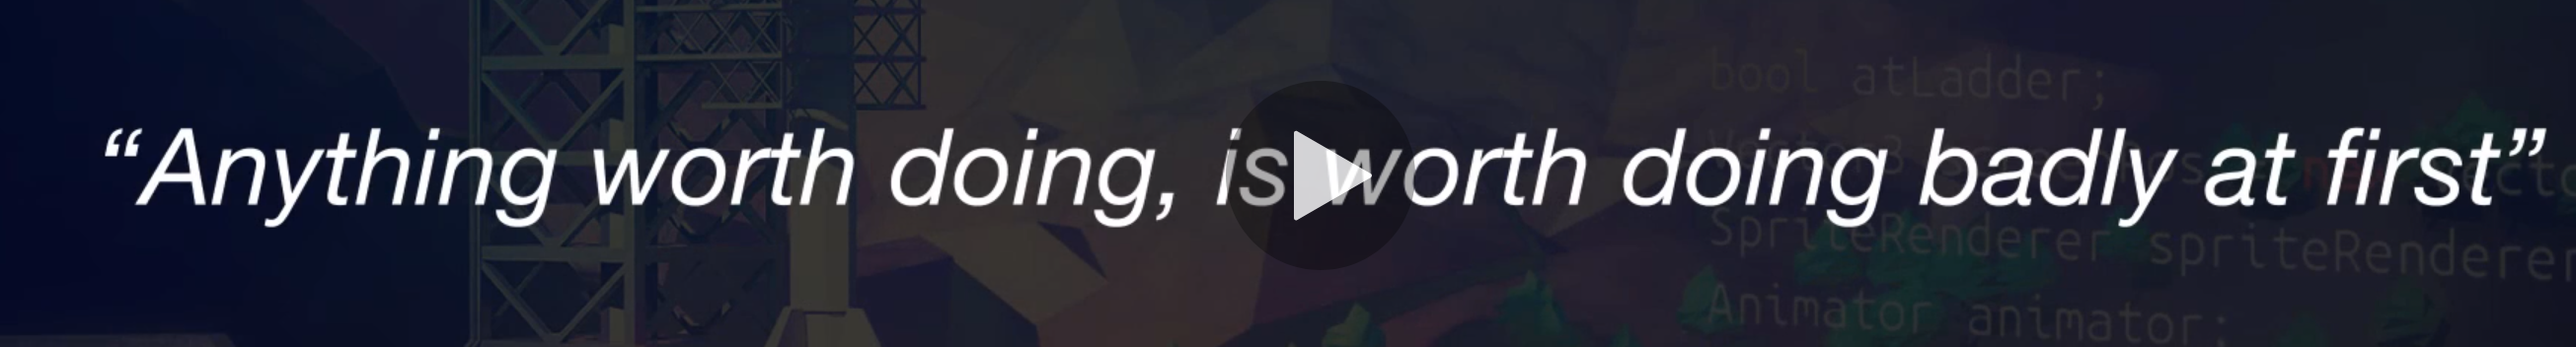 “Anything worth doing, is worth doing badly at first”
bool atLadder;
SpriteRenderer spriteRenderer
Animator animator;